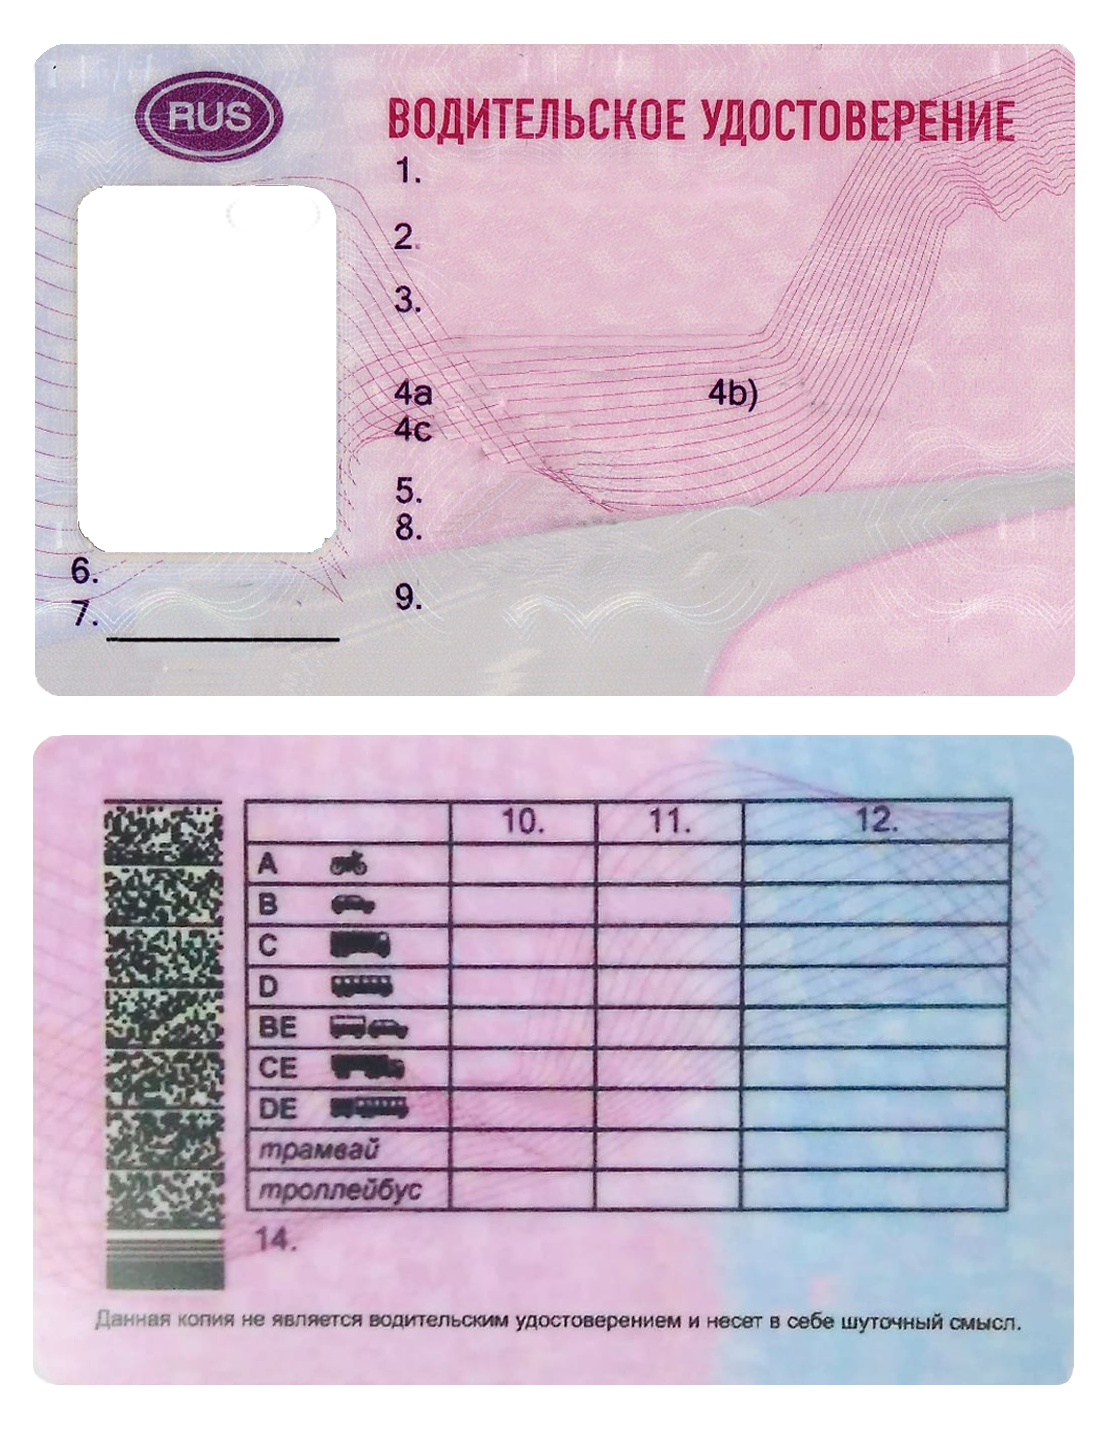 RUS
ВОДИТЕЛЬСКОЕ УДОСТОВЕРЕНИЕ
1.
2.
3.
4a 4b)
4c
5.
8.
6.
9.
7.
10. 11. 12.
A
B
C
D
BE
CE
DE
трамвай
троллейбус
14.
Данная копия не является водительским удостоверением и несет в себе шуточный смысл.